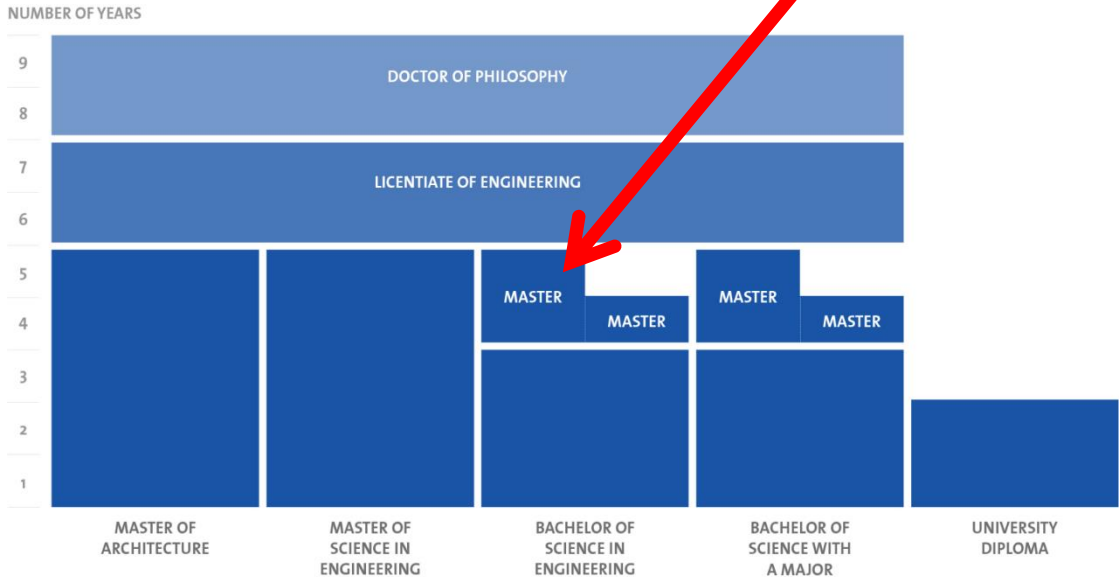 NUMBER OF YEARS
9
DOCTOR OF PHILOSOPHY
8
7
LICENTIATE OF ENGINEERING
6
5
MASTER
MASTER
4
MASTER
MASTER
3
2
1
MASTER OF
ARCHITECTURE
MASTER OF
SCIENCE IN
ENGINEERING
BACHELOR OF
SCIENCE IN
ENGINEERING
BACHELOR OF
SCIENCE WITH
A MAJOR
UNIVERSITY
DIPLOMA